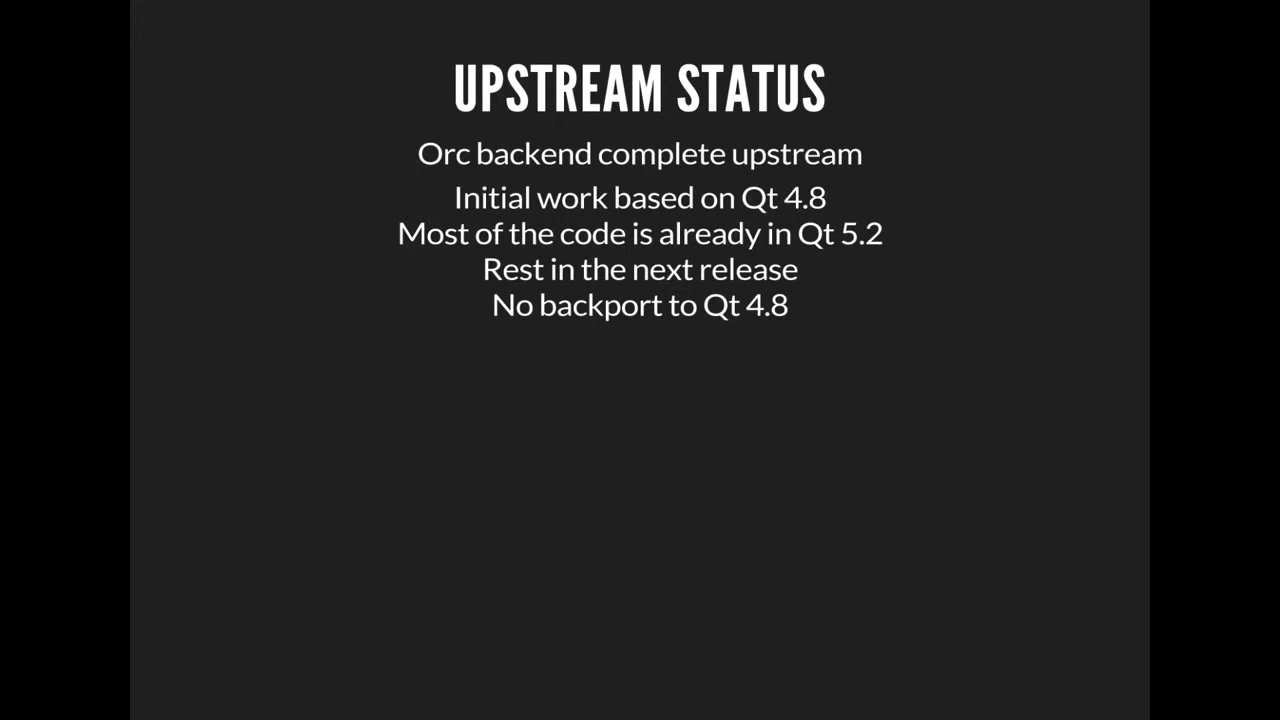 UPSTREAM STATUS
Orc backend complete upstream
Initial work based on Qt 4.8
Most of the code is already in Qt 5.2
Rest in the next release
No backport to Qt 4.8